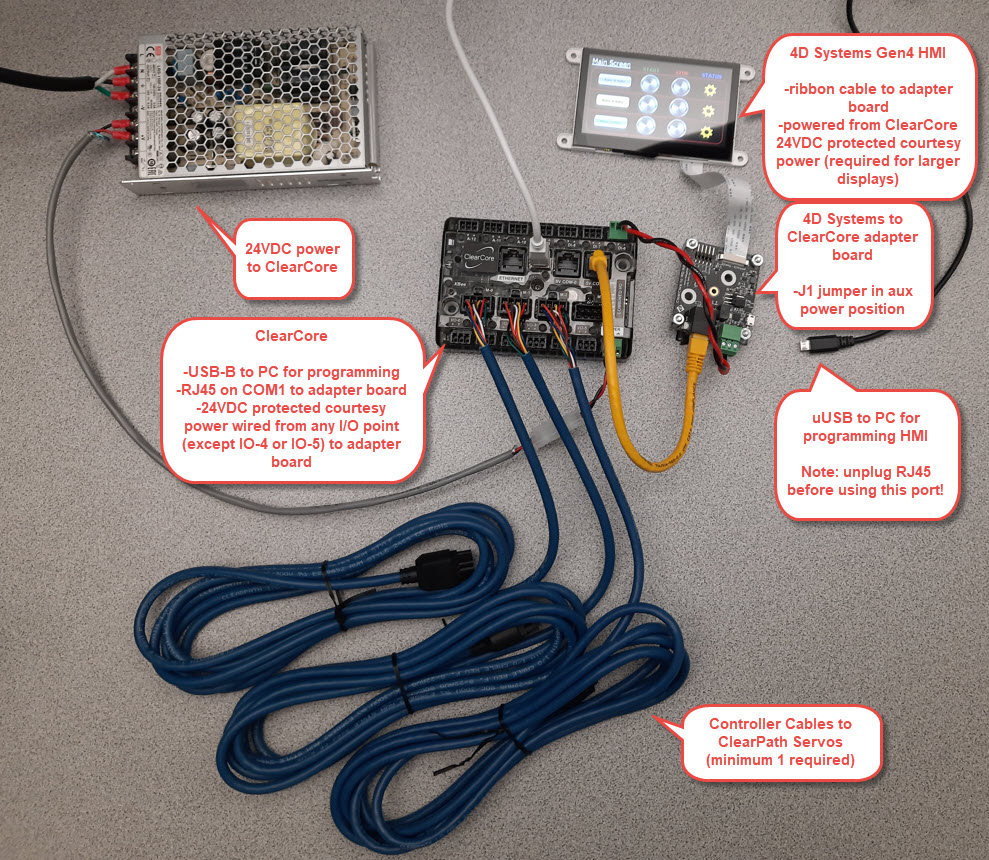 4D Systems Gen4 HMI
-ribbon cable to adapter
board
-powered from ClearCore
24VDC protected courtesy
power (required for larger
displays)
Main Screen
START
STOP
STATUS
24VDC power
to ClearCore
4D Systems to
ClearCore adapter
board
-J1 jumper in aux
power position
ClearCore
ETHERNET
XBee
ClearCore
-USB-B to PC for programming
-RJ45 on COM1 to adapter board
-24VDC protected courtesy
power wired from any I/O point
(except IO-4 or IO-5) to adapter
board
uUSB to PC for
programming HMI
Note: unplug RJ45
before using this port!
Controller Cables to
ClearPath Servos
(minimum 1 required)